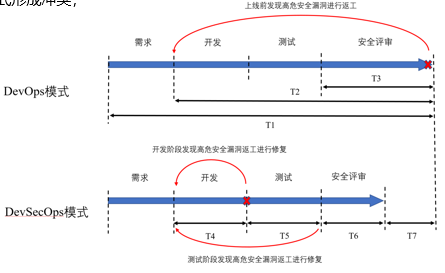 式形成冲突，
上线前发现高危安全漏洞进行返工
需求 开发 测试 安全评审
T3
DevOps模式
T2
T1
开发阶段发现高危安全漏洞返工进行修复
需求 开发 测试 安全评审
DevSecOps模式
T4 T5 T6 T7
测试阶段发现高危安全漏洞返工进行修复